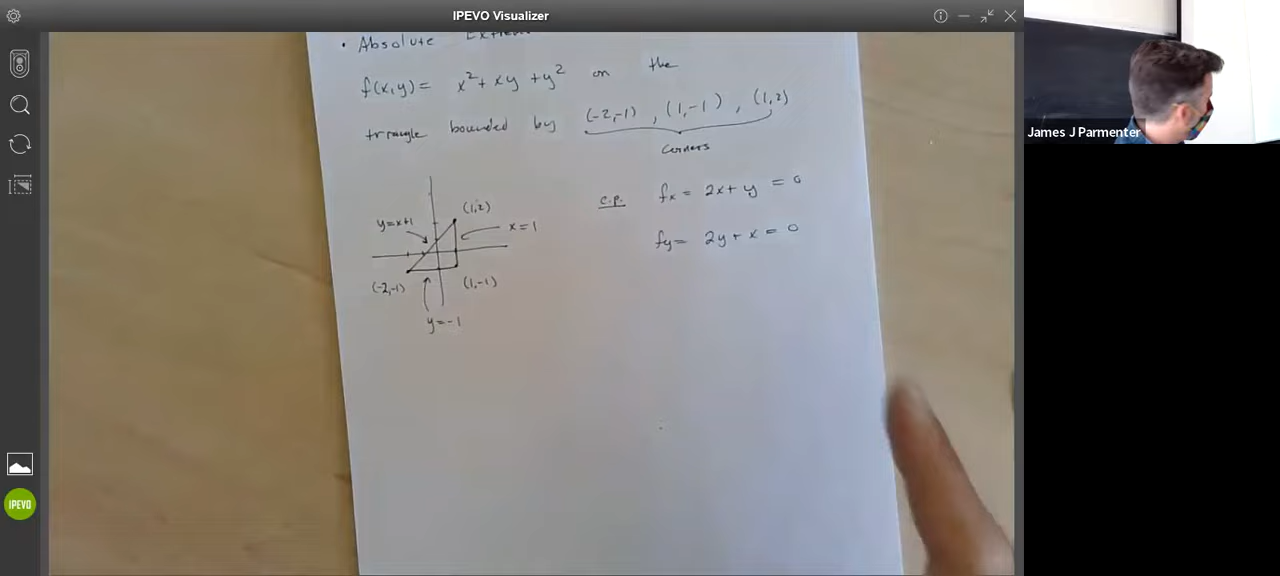 IPEVO Visualizer
James J Parmenter
IPEVO
• Absolute
f(x,y) = x² + xy + y² on the
triangle bounded by (-2,-1) , (1,-1) , (1,2)
corners
y=x+1
(1,2)
x=1
(-2,-1)
(1,-1)
y=-1
c.p. fx = 2x+y = 0
fy = 2y+x = 0